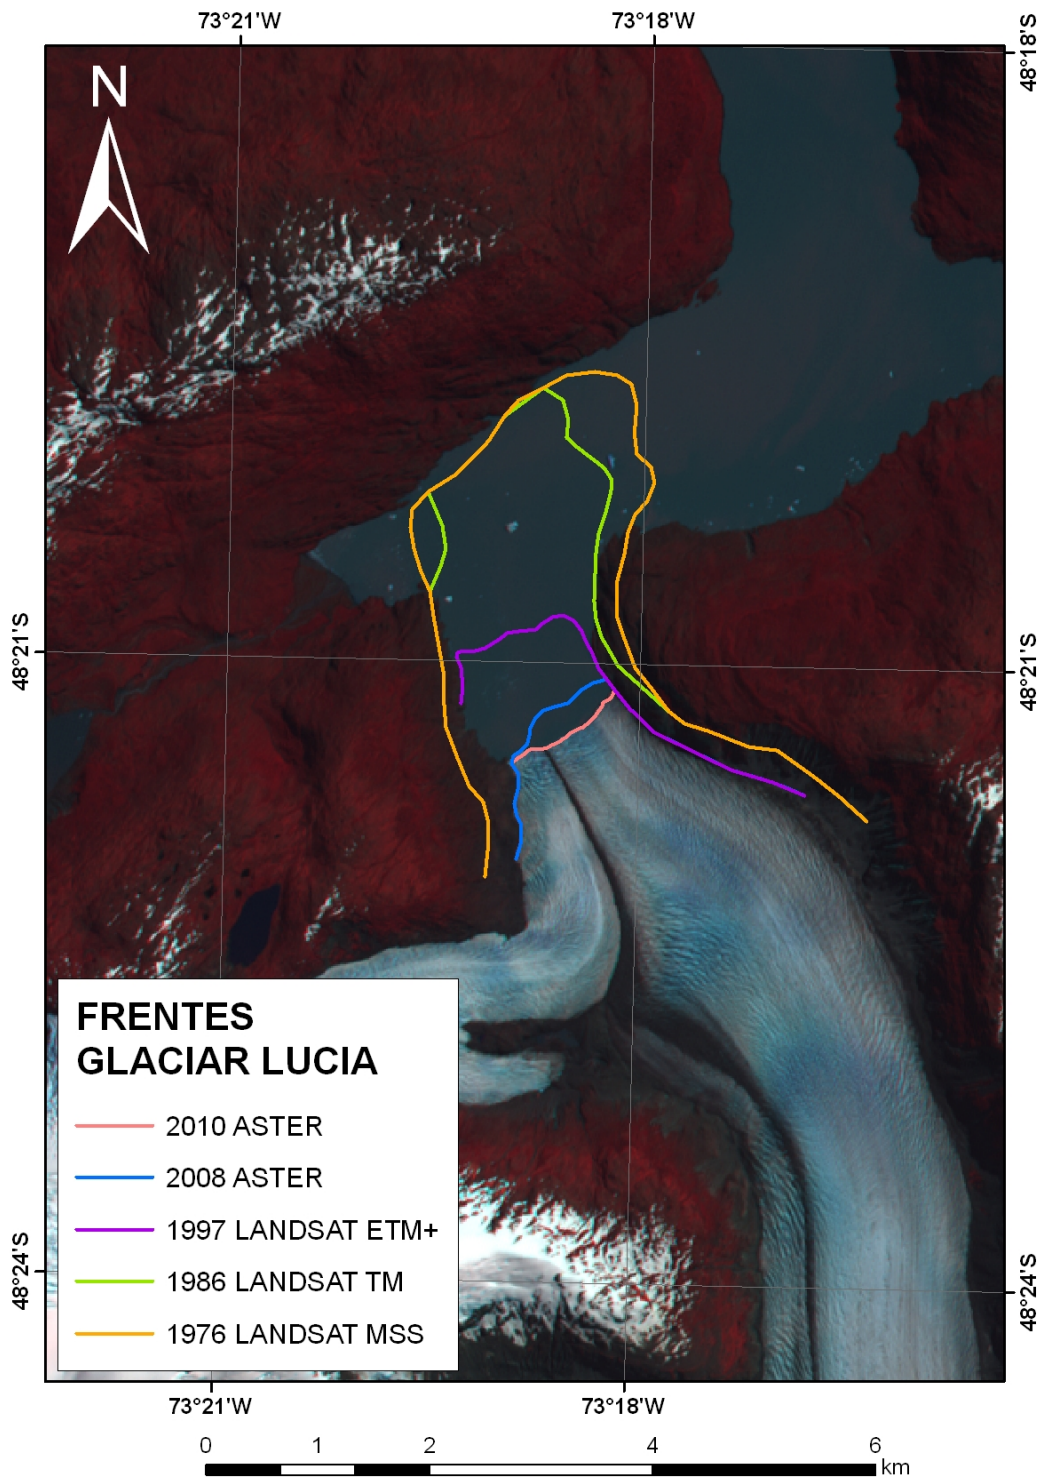 73°21'W
73°18'W
48°18'S
N
48°21'S
48°21'S
FRENTES
GLACIAR LUCIA
2010 ASTER
2008 ASTER
1997 LANDSAT ETM+
1986 LANDSAT TM
1976 LANDSAT MSS
48°24'S
48°24'S
73°21'W
73°18'W
0 1 2 4 6
km